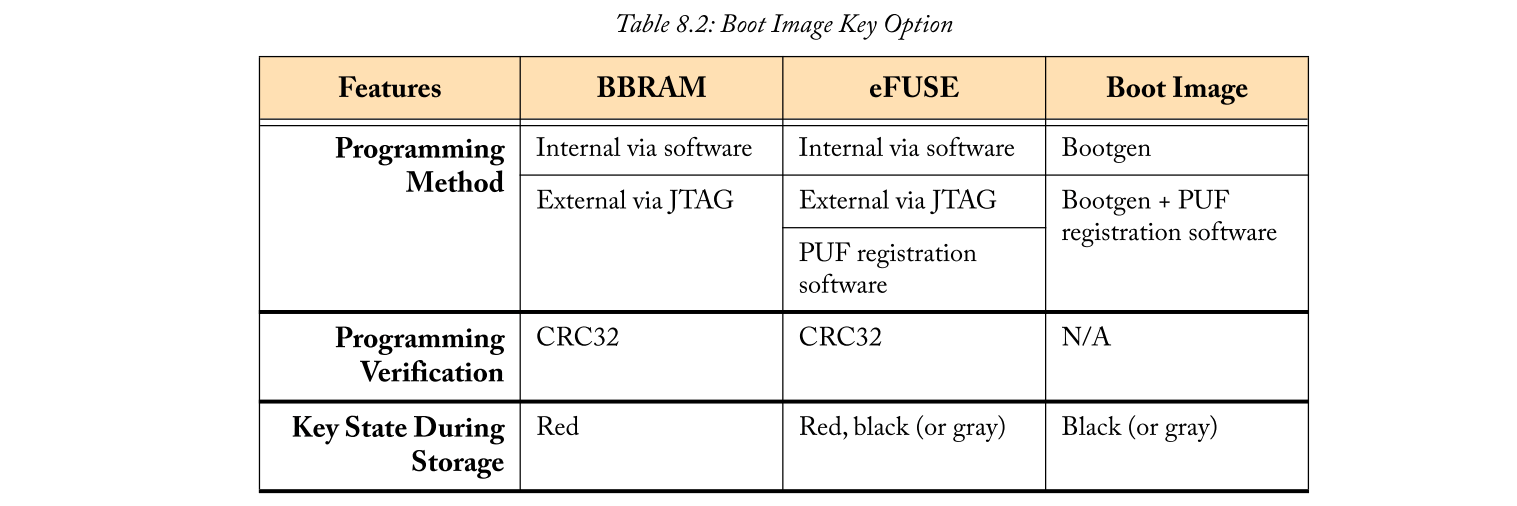 Table 8.2: Boot Image Key Option
Features BBRAM eFUSE Boot Image
Programming Method
Internal via software
External via JTAG
Internal via software
External via JTAG
PUF registration
software
Bootgen
Bootgen + PUF
registration software
Programming
Verification
CRC32 CRC32 N/A
Key State During
Storage
Red Red, black (or gray) Black (or gray)